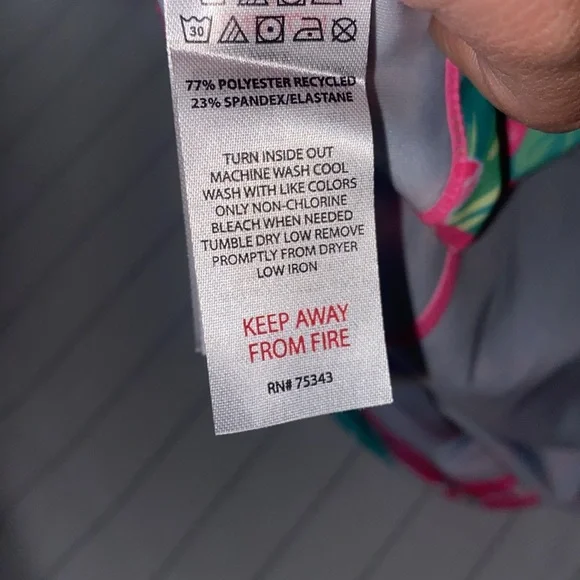 30
77% POLYESTER RECYCLED
23% SPANDEX/ELASTANE
TURN INSIDE OUT
MACHINE WASH COOL
WASH WITH LIKE COLORS
ONLY NON-CHLORINE
BLEACH WHEN NEEDED
TUMBLE DRY LOW REMOVE
PROMPTLY FROM DRYER
LOW IRON
KEEP AWAY
FROM FIRE
RN# 75343